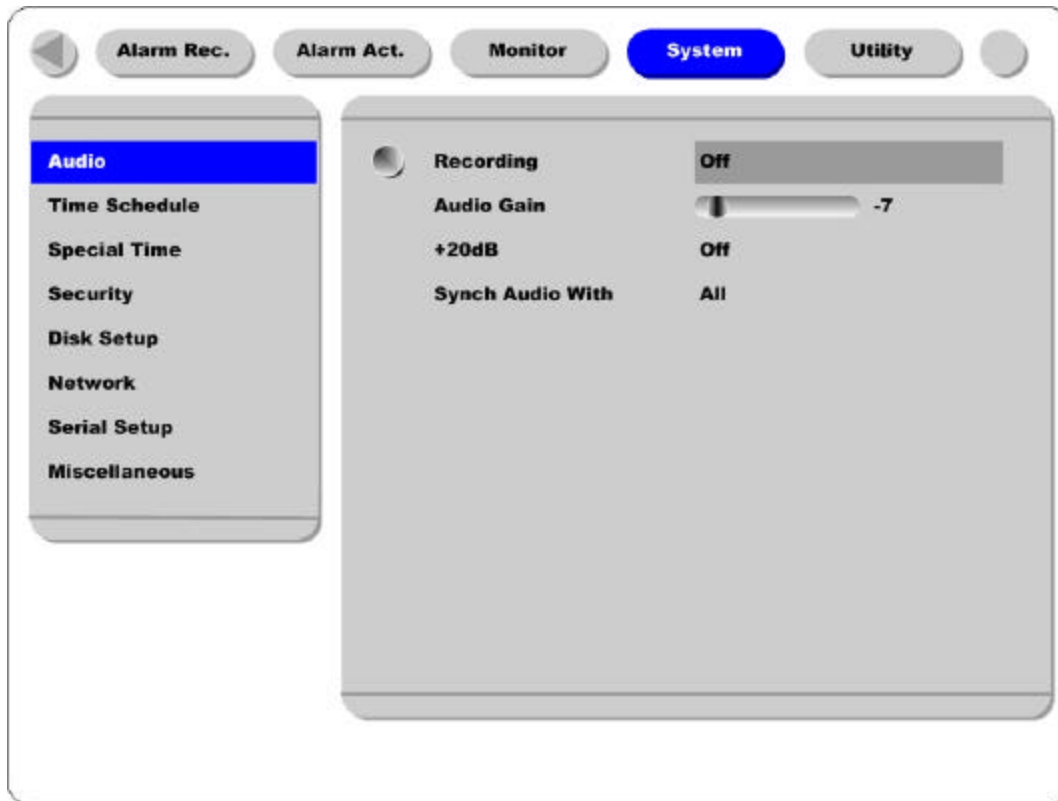 Alarm Rec. Alarm Act. Monitor System Utility
Audio
Time Schedule
Special Time
Security
Disk Setup
Network
Serial Setup
Miscellaneous
Recording Off
Audio Gain -7
+20dB Off
Synch Audio With All